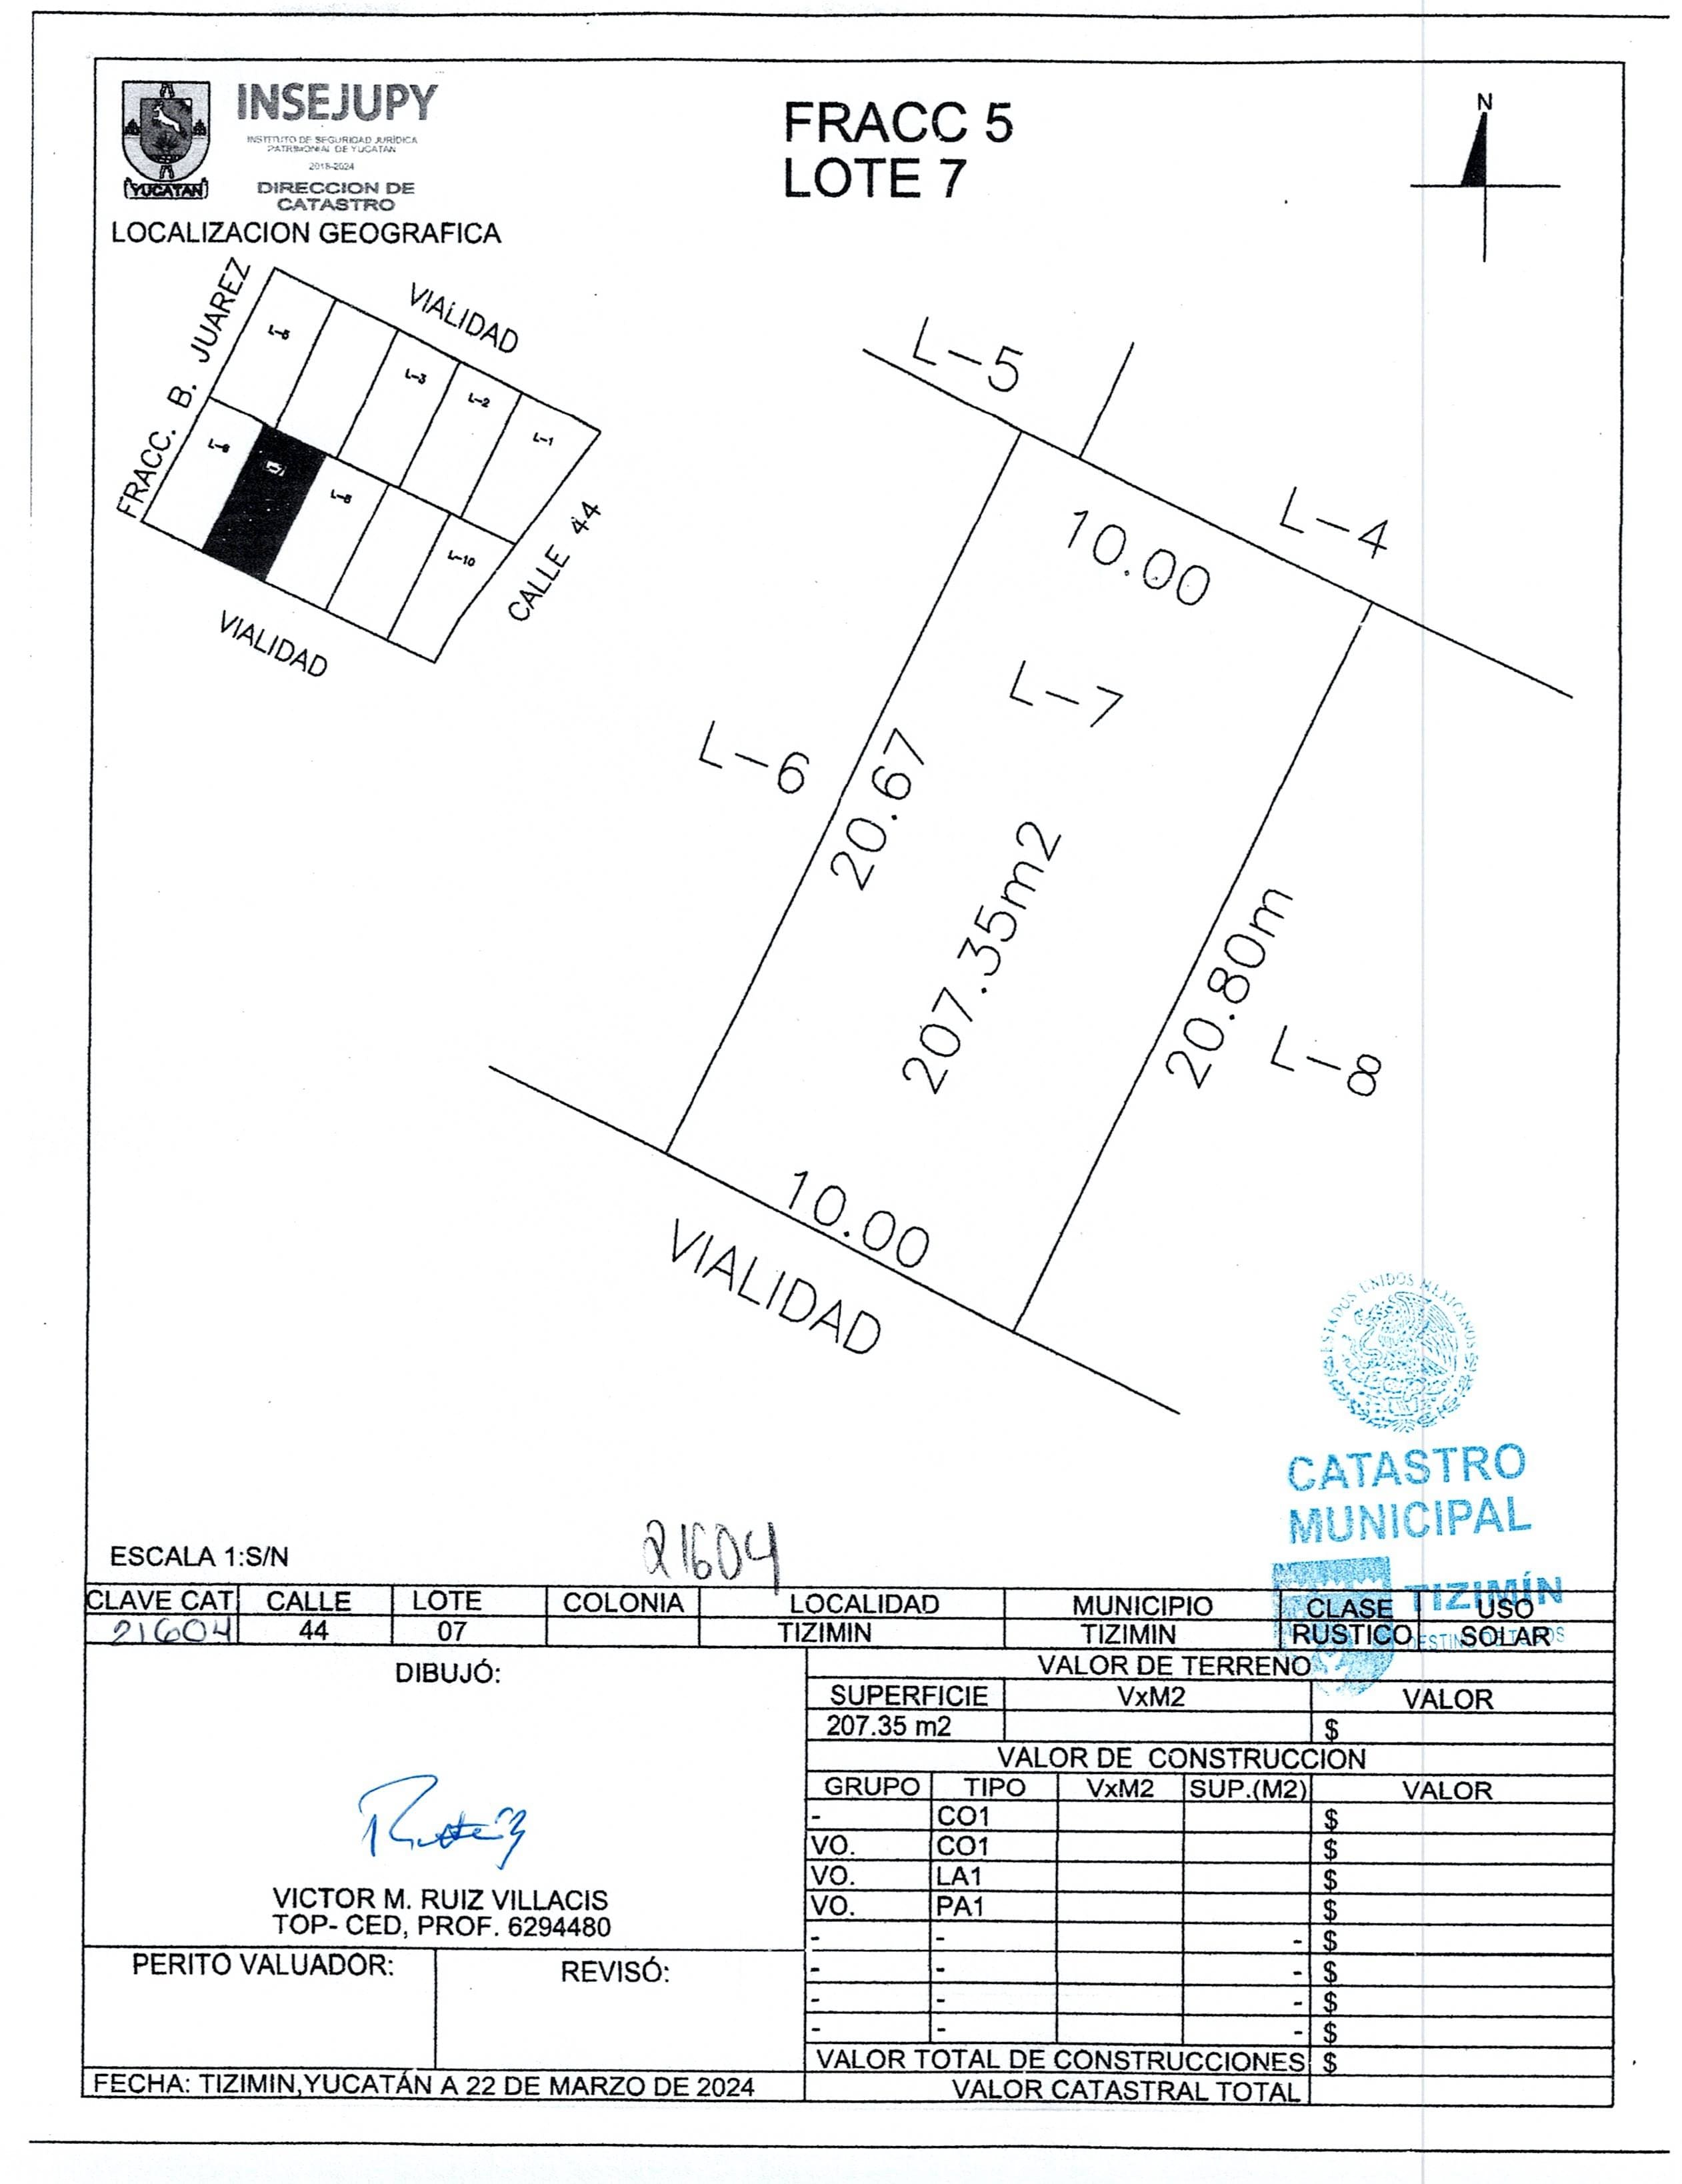 INSEJUPY
INSTITUTO DE SEGURIDAD JURÍDICA
PATRIMONIAL DE YUCATAN
2018-2024
DIRECCION DE
CATASTRO
YUCATAN
LOCALIZACION GEOGRAFICA
FRACC 5
LOTE 7
N
FRACC. B. JUAREZ
VIALIDAD
L-5
L-3
L-2
L-1
L-6
L-7
L-8
L-10
CALLE 44
VIALIDAD
L-5
L-4
10.00
L-7
L-6
20.67
207.35m2
20.80m
L-8
10.00
VIALIDAD
ESTADOS UNIDOS MEXICANOS
CATASTRO
MUNICIPAL
TIZIMÍN
21604
ESCALA 1:S/N
CLAVE CAT CALLE LOTE COLONIA LOCALIDAD MUNICIPIO CLASE USO
21604 44 07 TIZIMIN TIZIMIN RUSTICO SOLAR
DIBUJÓ:
VICTOR M. RUIZ VILLACIS
TOP- CED, PROF. 6294480
PERITO VALUADOR: REVISÓ:
FECHA: TIZIMIN,YUCATÁN A 22 DE MARZO DE 2024
VALOR DE TERRENO
SUPERFICIE VxM2 VALOR
207.35 m2 $
VALOR DE CONSTRUCCION
GRUPO TIPO VxM2 SUP.(M2) VALOR
- CO1 $
VO. CO1 $
VO. LA1 $
VO. PA1 $
- - - $
- - - $
- - - $
- - - $
VALOR TOTAL DE CONSTRUCCIONES $
VALOR CATASTRAL TOTAL